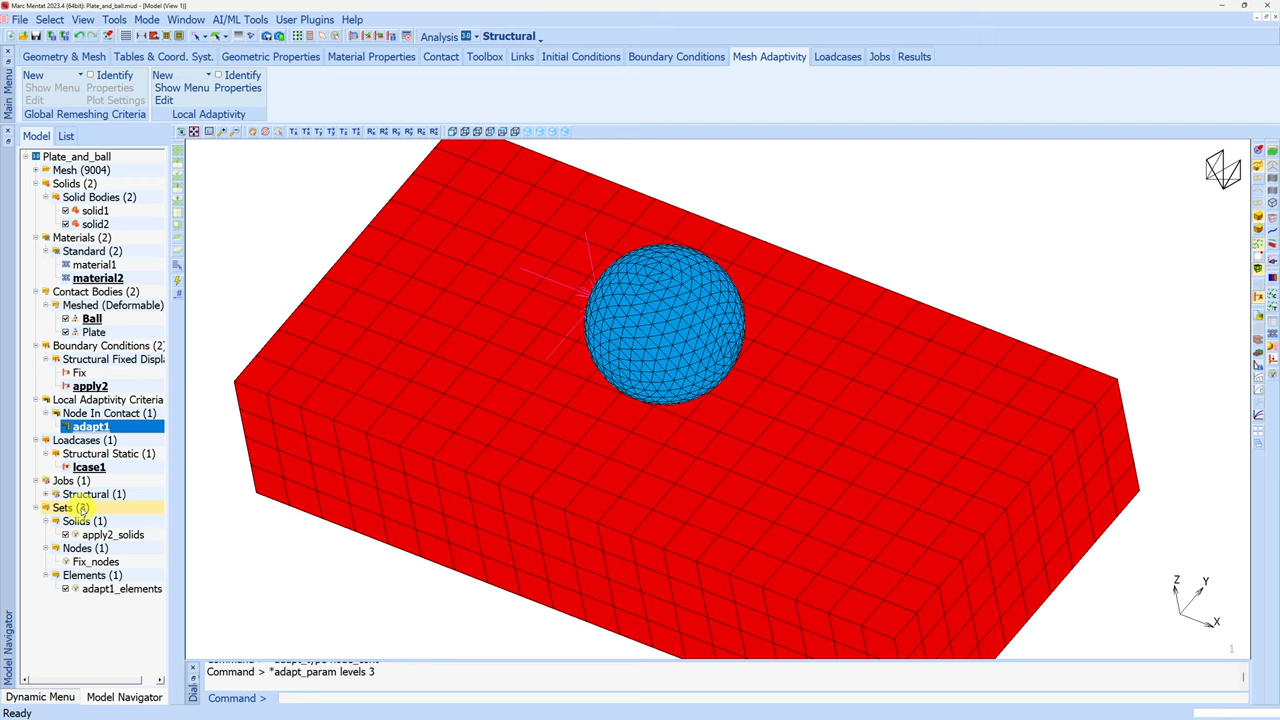 Marc Mentat 2023.4 (64bit): Plate_and_ball.mud - [Model (View 1)]
File Select View Tools Mode Window AI/ML Tools User Plugins Help
Analysis Structural
Geometry & Mesh Tables & Coord. Syst. Geometric Properties Material Properties Contact Toolbox Links Initial Conditions Boundary Conditions Mesh Adaptivity Loadcases Jobs Results
New Identify New Identify
Show Menu Properties Show Menu Properties
Edit Plot Settings Edit
Global Remeshing Criteria Local Adaptivity
Main Menu
Model List
Plate_and_ball
Mesh (9004)
Solids (2)
Solid Bodies (2)
solid1
solid2
Materials (2)
Standard (2)
material1
material2
Contact Bodies (2)
Meshed (Deformable)
Ball
Plate
Boundary Conditions (2)
Structural Fixed Displa
Fix
apply2
Local Adaptivity Criteria
Node In Contact (1)
adapt1
Loadcases (1)
Structural Static (1)
lcase1
Jobs (1)
Structural (1)
Sets
Solids (1)
apply2_solids
Nodes (1)
Fix_nodes
Elements (1)
adapt1_elements
Model Navigator
Z
Y
X
1
Command > *adapt_type node_cont
Command > *adapt_param levels 3
Command >
Dynamic Menu Model Navigator
Ready